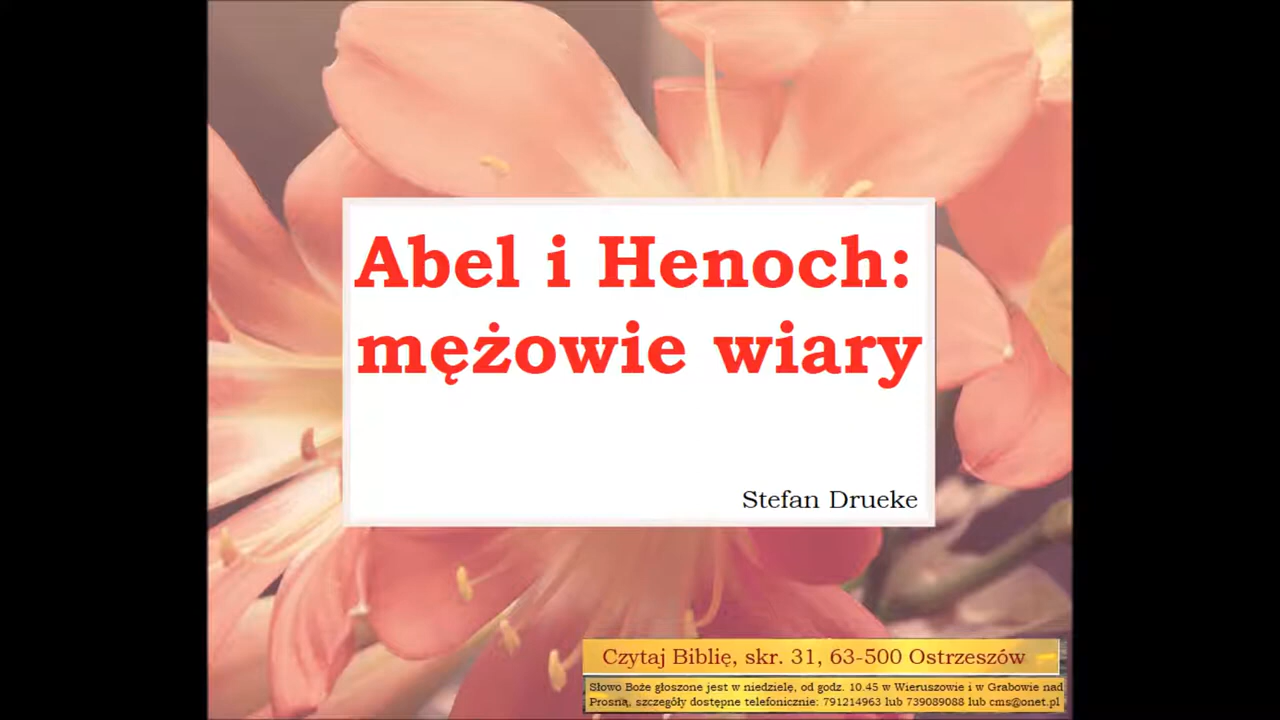 Abel i Henoch:
mężowie wiary
Stefan Drueke
Czytaj Biblię, skr. 31, 63-500 Ostrzeszów
Słowo Boże głoszone jest w niedzielę, od godz. 10.45 w Wieruszowie i w Grabowie nad
Prosną, szczegóły dostępne telefonicznie: 791214963 lub 739089088 lub cms@onet.pl